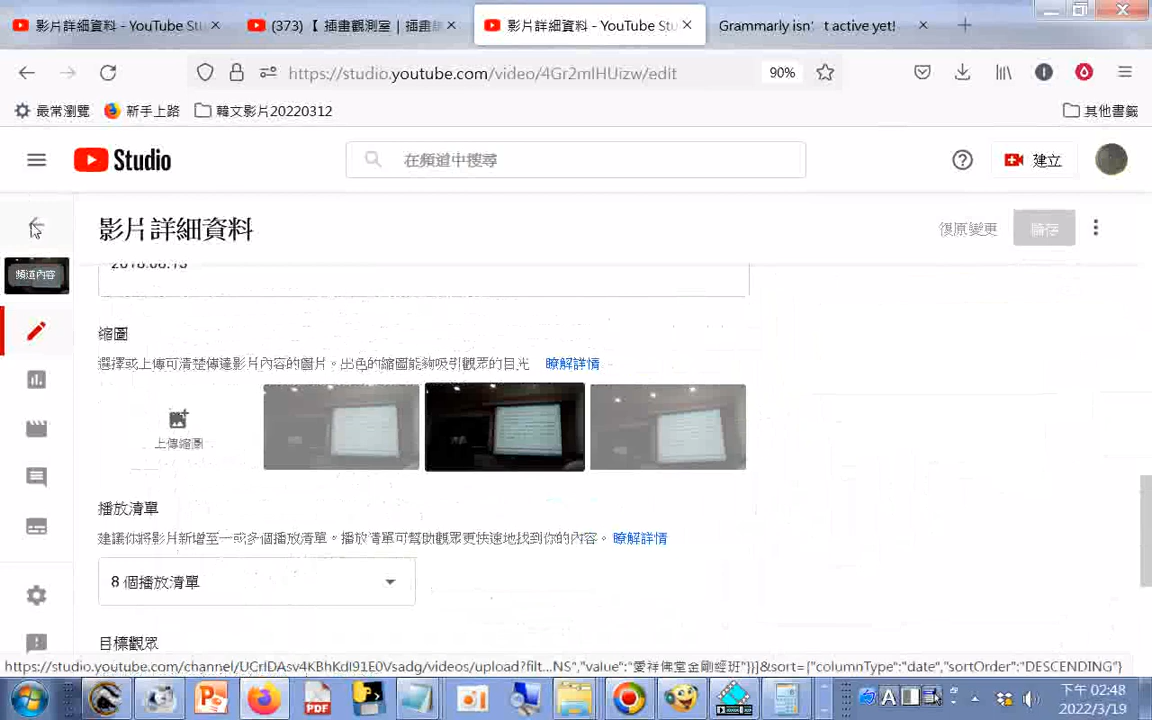 影片詳細資料 - YouTube Stu
(373)【 插畫觀測室 | 插畫
影片詳細資料 - YouTube Stu
Grammarly isn't active yet!
https://studio.youtube.com/video/4Gr2mlHUizw/edit
90%
最常瀏覽
新手上路
韓文影片20220312
其他書籤
Studio
在頻道中搜尋
建立
影片詳細資料
復原變更
儲存
頻道內容
2018.06.13
縮圖
選擇或上傳可清楚傳達影片內容的圖片。出色的縮圖能夠吸引觀眾的目光 瞭解詳情
上傳縮圖
播放清單
建議你將影片新增至一或多個播放清單。播放清單可幫助觀眾更快速地找到你的內容。 瞭解詳情
8 個播放清單
目標觀眾
https://studio.youtube.com/channel/UCrIDAsv4KBhKdI91E0Vsadg/videos/upload?filt...NS","value":"愛祥佛堂金剛經班"}}]&sort={"columnType":"date","sortOrder":"DESCENDING"}
PDF
A
下午 02:48
2022/3/19